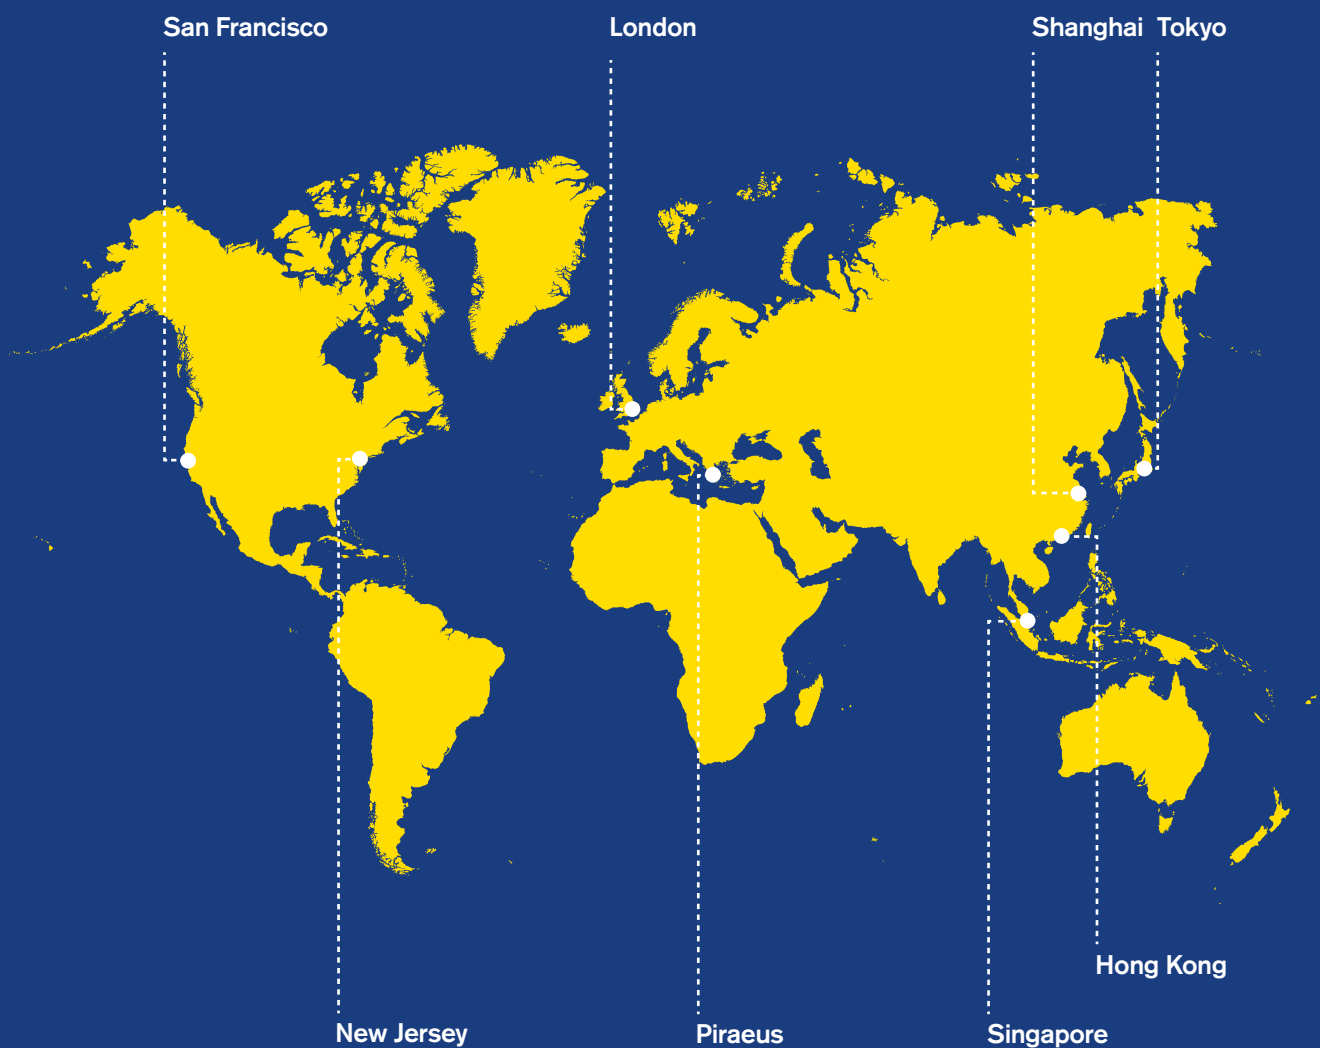 San Francisco
London
Shanghai
Tokyo
Hong Kong
New Jersey
Piraeus
Singapore